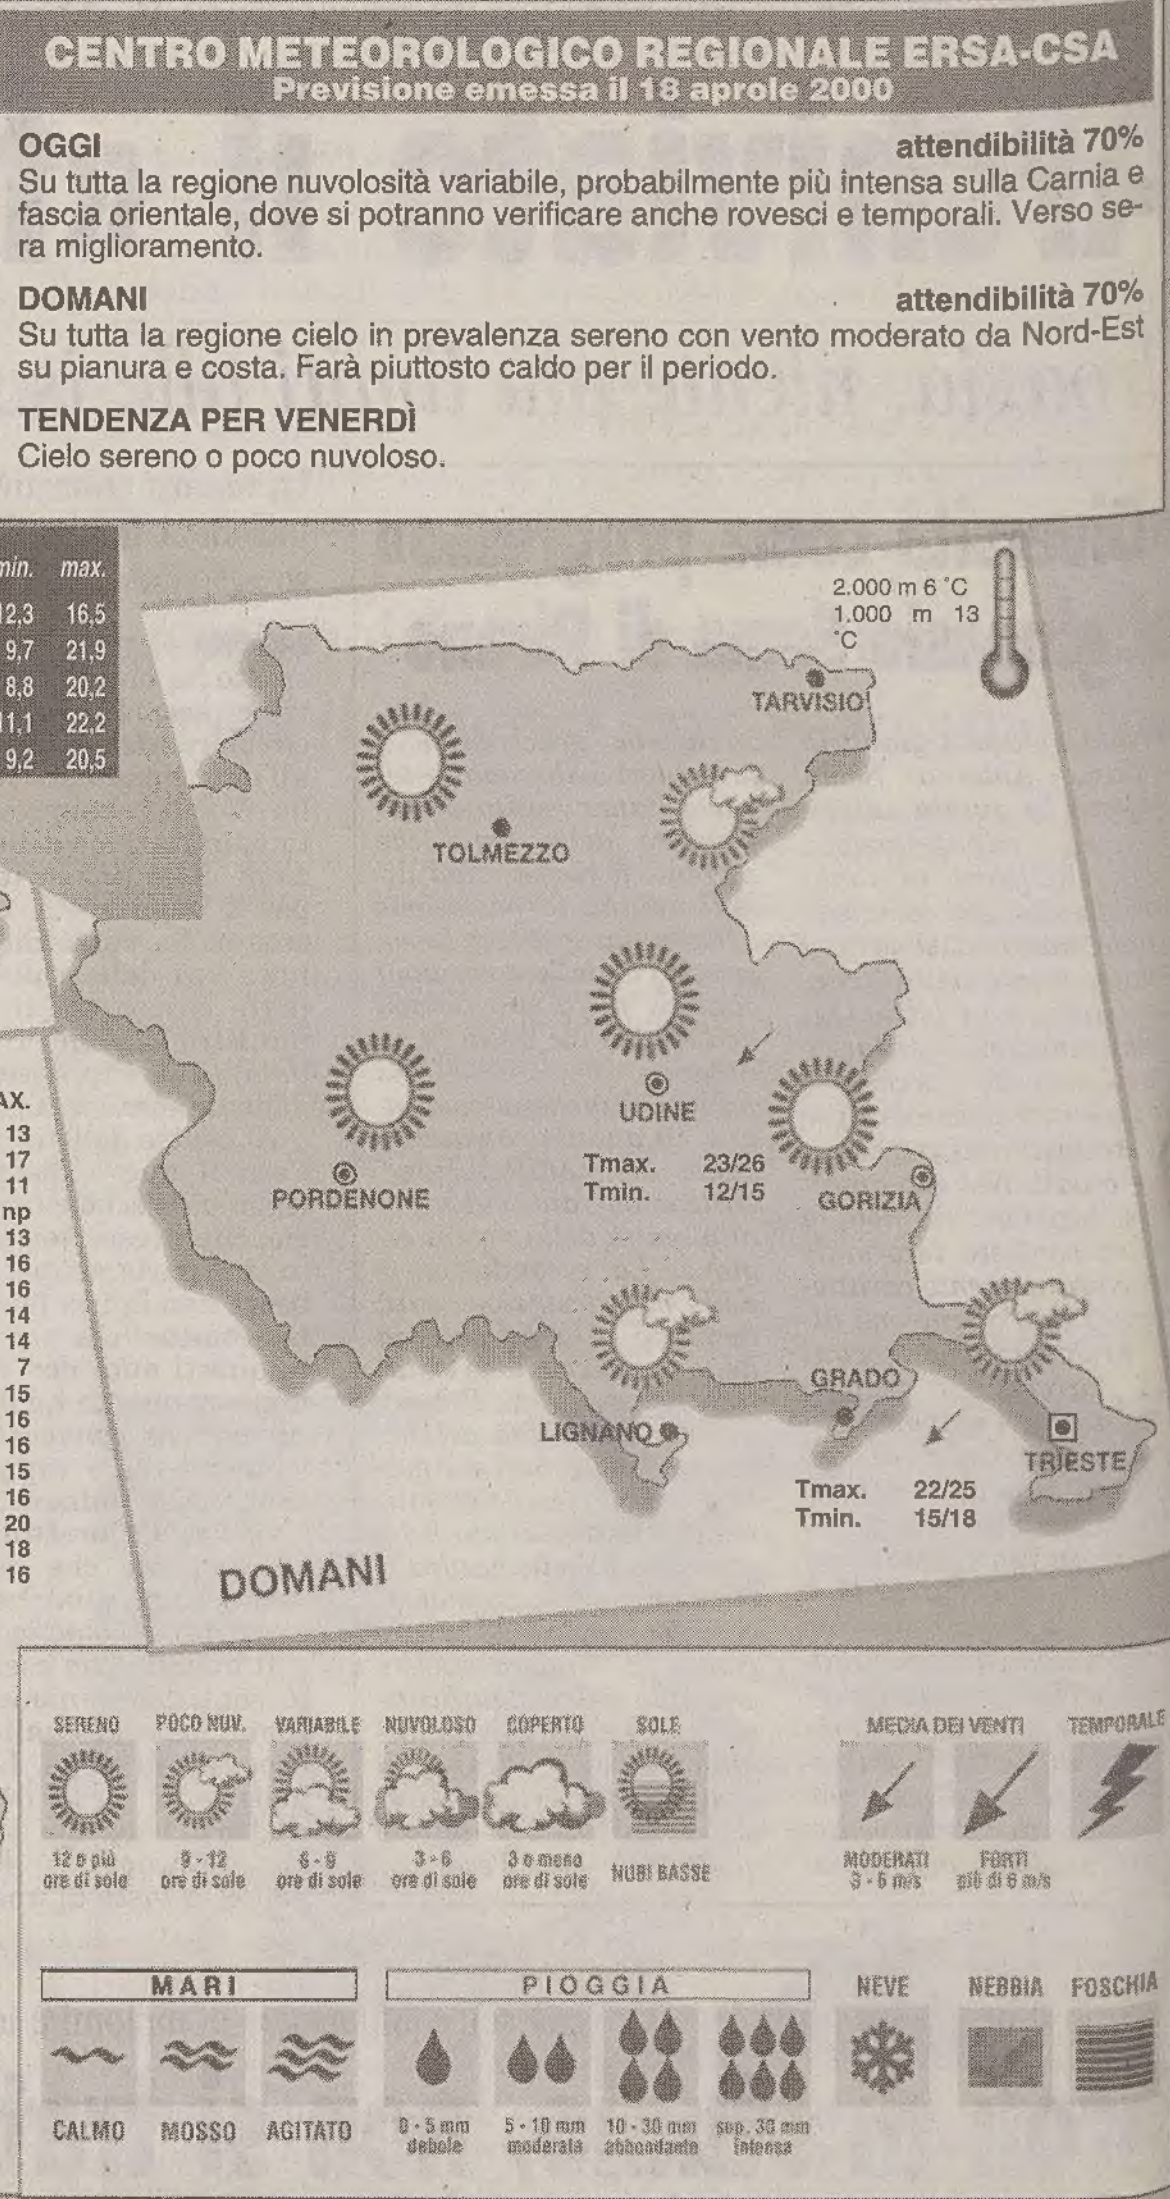 CENTRO METEOROLOGICO REGIONALE ERSA-CSA
Previsione emessa il 18 aprole 2000
OGGI attendibilità 70%
Su tutta la regione nuvolosità variabile, probabilmente più intensa sulla Carnia e
fascia orientale, dove si potranno verificare anche rovesci e temporali. Verso se-
ra miglioramento.
DOMANI attendibilità 70%
Su tutta la regione cielo in prevalenza sereno con vento moderato da Nord-Est
su pianura e costa. Farà piuttosto caldo per il periodo.
TENDENZA PER VENERDÌ
Cielo sereno o poco nuvoloso.
min. max.
12,3 16,5
9,7 21,9
8,8 20,2
11,1 22,2
9,2 20,5
2.000 m 6 °C
1.000 m 13
°C
TARVISIO
TOLMEZZO
UDINE
Tmax. 23/26
Tmin. 12/15
PORDENONE
GORIZIA
GRADO
LIGNANO
TRIESTE
Tmax. 22/25
Tmin. 15/18
DOMANI
AX.
13
17
11
np
13
16
16
14
14
7
15
16
16
15
16
20
18
16
SERENO POCO NUV. VARIABILE NUVOLOSO COPERTO SOLE MEDIA DEI VENTI TEMPORALE
12 o più 9-12 6-9 3-6 3 o meno MODERATI FORTI
ore di sole ore di sole ore di sole ore di sole ore di sole NUBI BASSE 3-6 m/s più di 6 m/s
MARI PIOGGIA NEVE NEBBIA FOSCHIA
CALMO MOSSO AGITATO
0-5 mm 5-10 mm 10-30 mm sup. 30 mm
debole moderata abbondante intensa